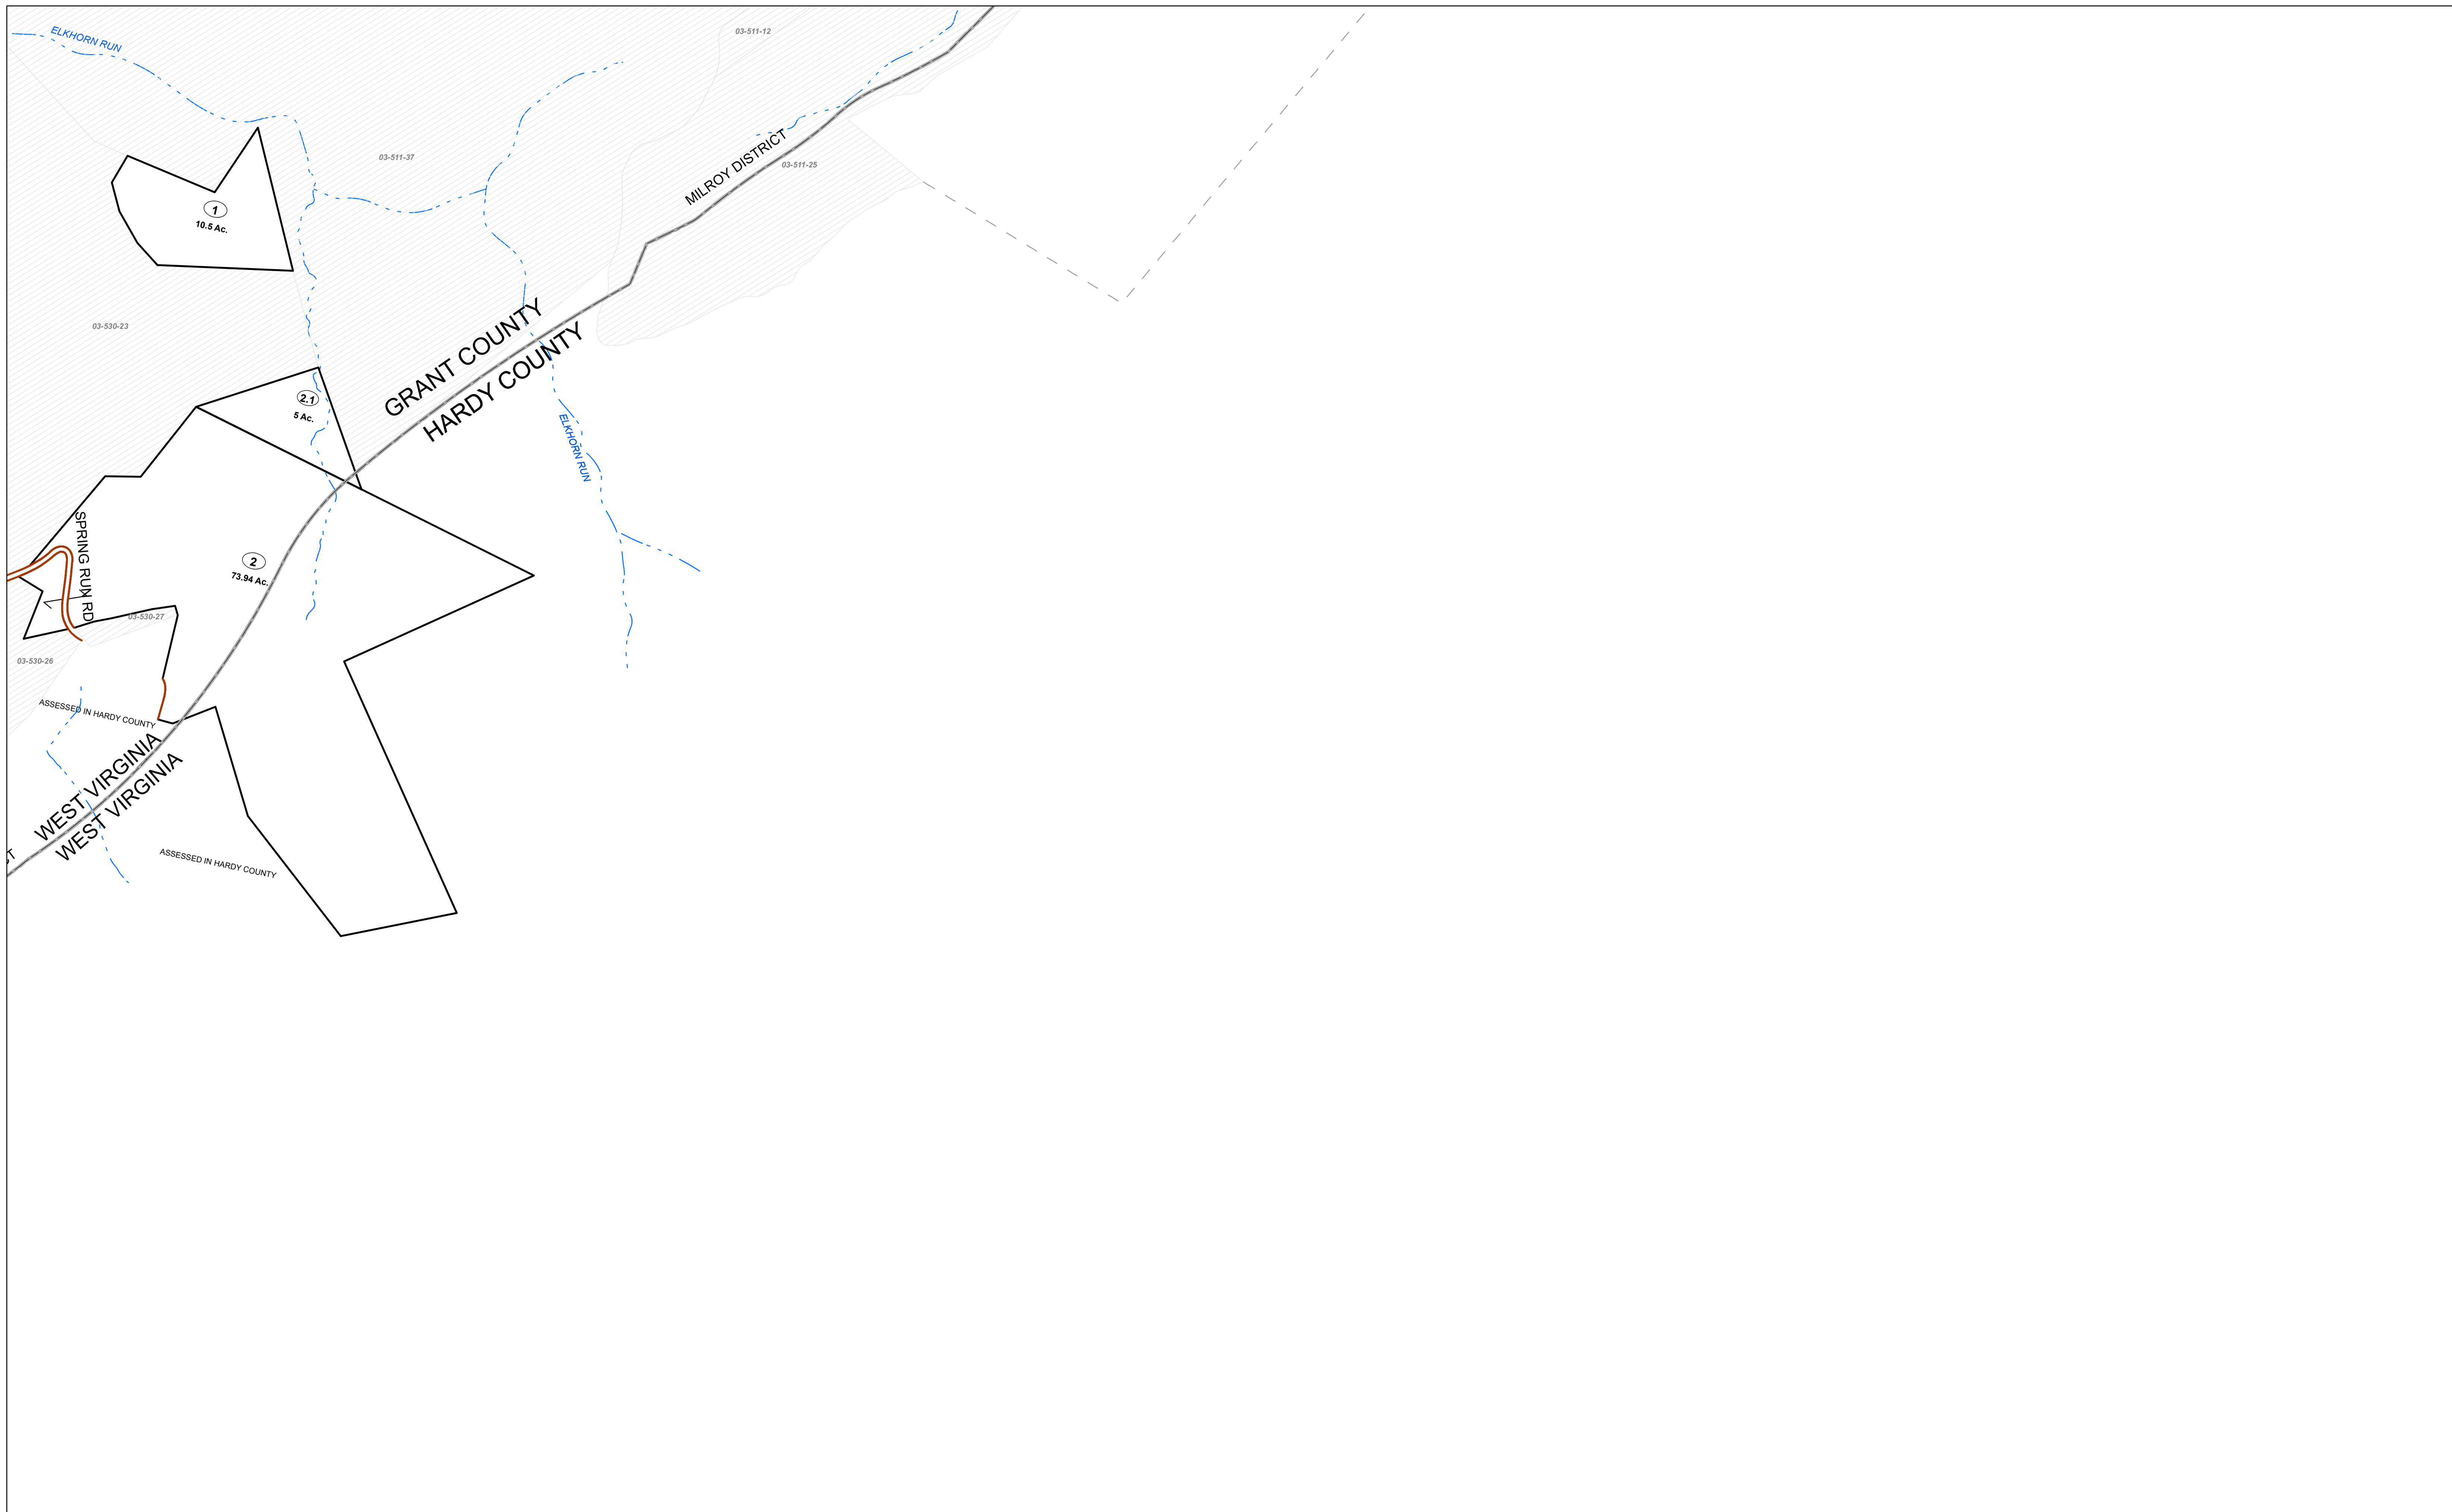 03-511-12
ELKHORN RUN
MILROY DISTRICT
03-511-37
03-511-25
1
10.5 Ac.
03-530-23
GRANT COUNTY
HARDY COUNTY
2.1
5 Ac.
ELKHORN RUN
SPRING RUN RD
2
73.94 Ac.
03-530-27
03-530-26
ASSESSED IN HARDY COUNTY
WEST VIRGINIA
WEST VIRGINIA
ASSESSED IN HARDY COUNTY